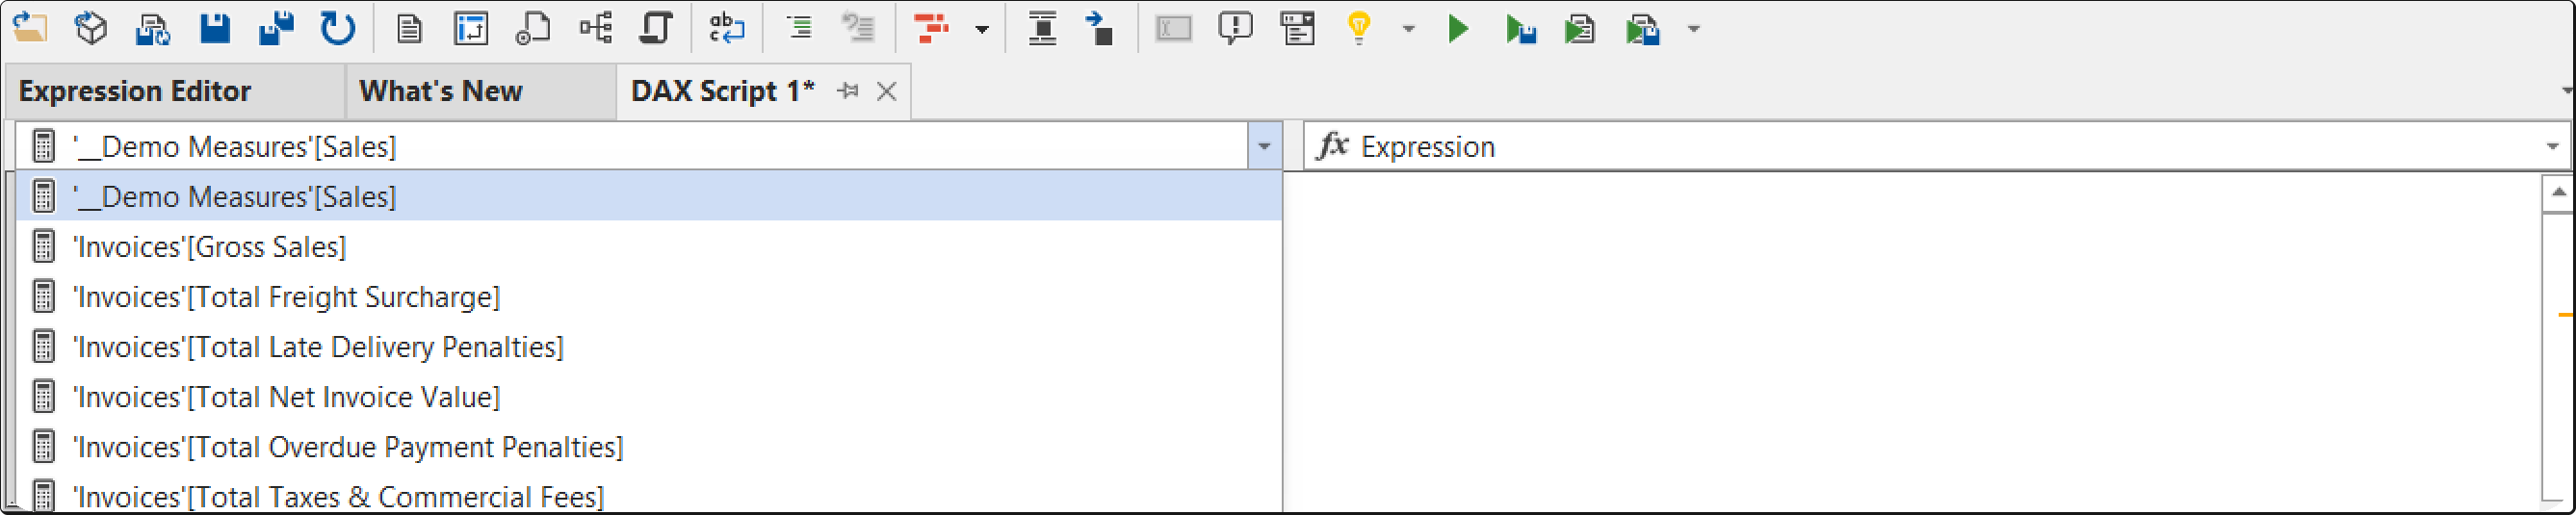 Expression Editor What's New DAX Script 1*
'__Demo Measures'[Sales] fx Expression
'__Demo Measures'[Sales]
'Invoices'[Gross Sales]
'Invoices'[Total Freight Surcharge]
'Invoices'[Total Late Delivery Penalties]
'Invoices'[Total Net Invoice Value]
'Invoices'[Total Overdue Payment Penalties]
'Invoices'[Total Taxes & Commercial Fees]